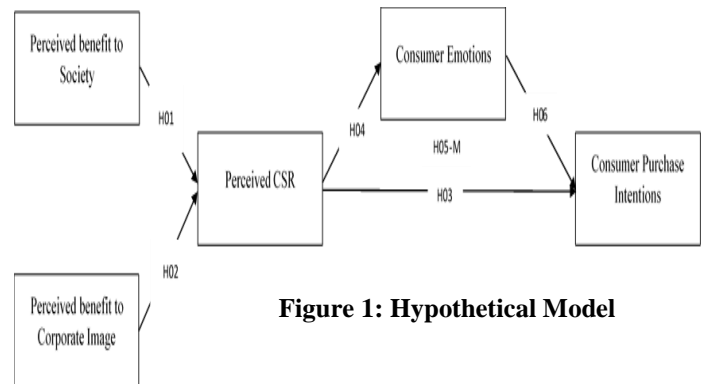 Perceived benefit to
Society
H01
Consumer Emotions
H04
H06
H05-M
Perceived CSR
H03
Consumer Purchase
Intentions
H02
Perceived benefit to
Corporate Image
Figure 1: Hypothetical Model